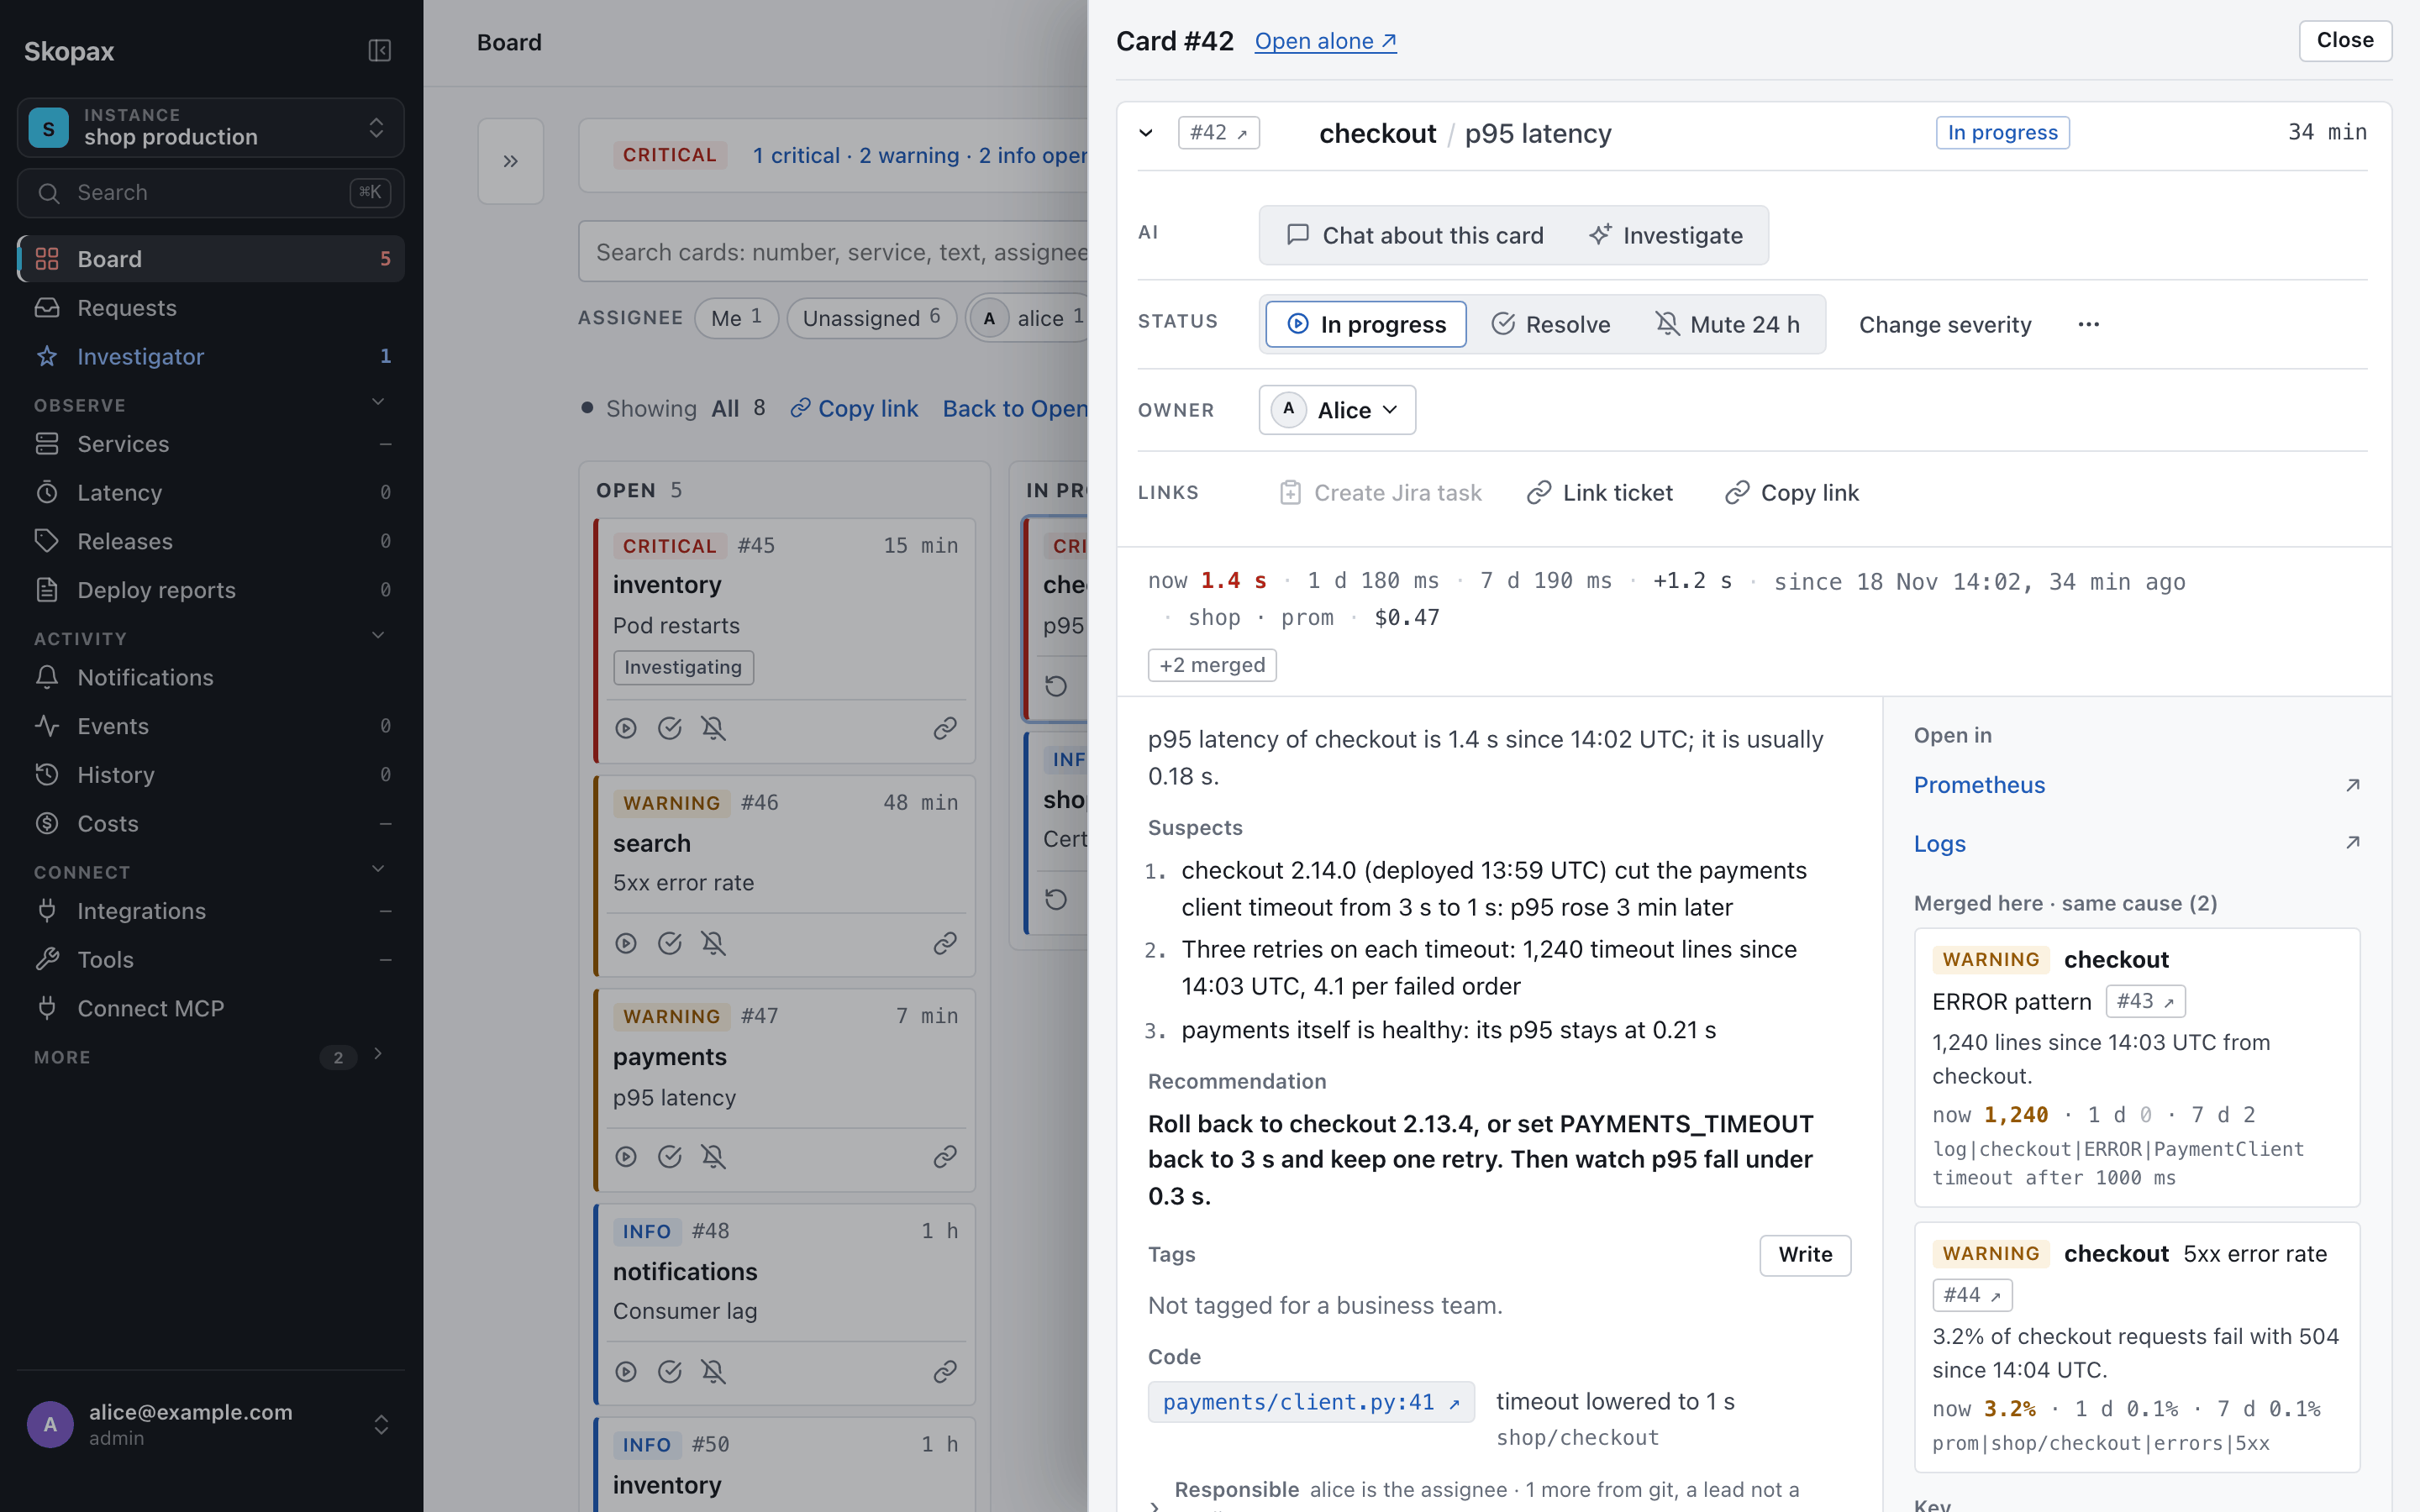 Skopax
S
INSTANCE
shop production
Search
⌘K
Board
5
Requests
Investigator
1
OBSERVE
Services
–
Latency
0
Releases
0
Deploy reports
0
ACTIVITY
Notifications
Events
0
History
0
Costs
–
CONNECT
Integrations
–
Tools
–
Connect MCP
MORE
2
A
alice@example.com
admin
Board
CRITICAL
1 critical · 2 warning · 2 info open
Search cards: number, service, text, assignee
ASSIGNEE
Me 1
Unassigned 6
A alice 1
Showing All 8
Copy link
Back to Open
OPEN 5
CRITICAL #45 15 min
inventory
Pod restarts
Investigating
WARNING #46 48 min
search
5xx error rate
WARNING #47 7 min
payments
p95 latency
INFO #48 1 h
notifications
Consumer lag
INFO #50 1 h
inventory
IN PR
CRI
che
p95
INF
sho
Cert
Card #42
Open alone ↗
Close
#42 ↗
checkout / p95 latency
In progress
34 min
AI
Chat about this card
Investigate
STATUS
In progress
Resolve
Mute 24 h
Change severity
···
OWNER
A Alice
LINKS
Create Jira task
Link ticket
Copy link
now 1.4 s · 1 d 180 ms · 7 d 190 ms · +1.2 s · since 18 Nov 14:02, 34 min ago
· shop · prom · $0.47
+2 merged
p95 latency of checkout is 1.4 s since 14:02 UTC; it is usually
0.18 s.
Suspects
1. checkout 2.14.0 (deployed 13:59 UTC) cut the payments
client timeout from 3 s to 1 s: p95 rose 3 min later
2. Three retries on each timeout: 1,240 timeout lines since
14:03 UTC, 4.1 per failed order
3. payments itself is healthy: its p95 stays at 0.21 s
Recommendation
Roll back to checkout 2.13.4, or set PAYMENTS_TIMEOUT
back to 3 s and keep one retry. Then watch p95 fall under
0.3 s.
Tags
Write
Not tagged for a business team.
Code
payments/client.py:41 ↗
timeout lowered to 1 s
shop/checkout
Responsible alice is the assignee · 1 more from git, a lead not a
Open in
Prometheus ↗
Logs ↗
Merged here · same cause (2)
WARNING checkout
ERROR pattern #43 ↗
1,240 lines since 14:03 UTC from
checkout.
now 1,240 · 1 d 0 · 7 d 2
log|checkout|ERROR|PaymentClient
timeout after 1000 ms
WARNING checkout 5xx error rate
#44 ↗
3.2% of checkout requests fail with 504
since 14:04 UTC.
now 3.2% · 1 d 0.1% · 7 d 0.1%
prom|shop/checkout|errors|5xx
Key